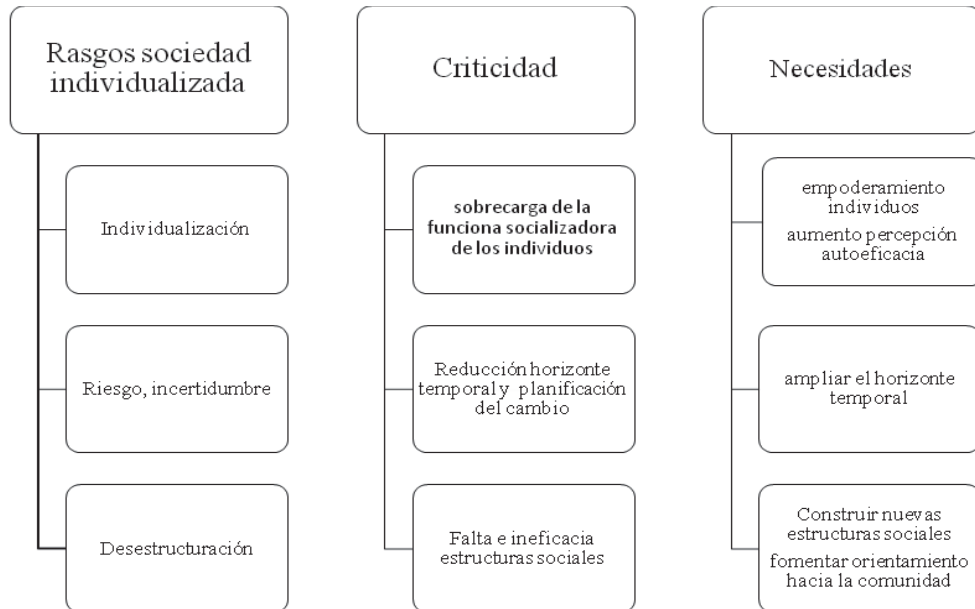 Rasgos sociedad
individualizada
Individualización
Riesgo, incertidumbre
Desestructuración
Criticidad
sobrecarga de la
funciona socializadora
de los individuos
Reducción horizonte
temporal y planificación
del cambio
Falta e ineficacia
estructuras sociales
Necesidades
empoderamiento
individuos
aumento percepción
autoeficacia
ampliar el horizonte
temporal
Construir nuevas
estructuras sociales
fomentar orientamiento
hacia la comunidad